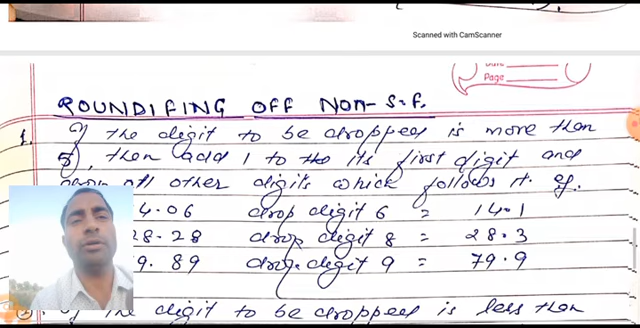 Scanned with CamScanner
Date
Page
ROUNDIFING OFF NON-S.F.
1. If the digit to be dropped is more than
5, then add 1 to its first digit and
other digits which follows it. eg.
4.06 drop digit 6 = 14.1
28.28 drop digit 8 = 28.3
9.89 drop digit 9 = 79.9
If the digit to be dropped is less than